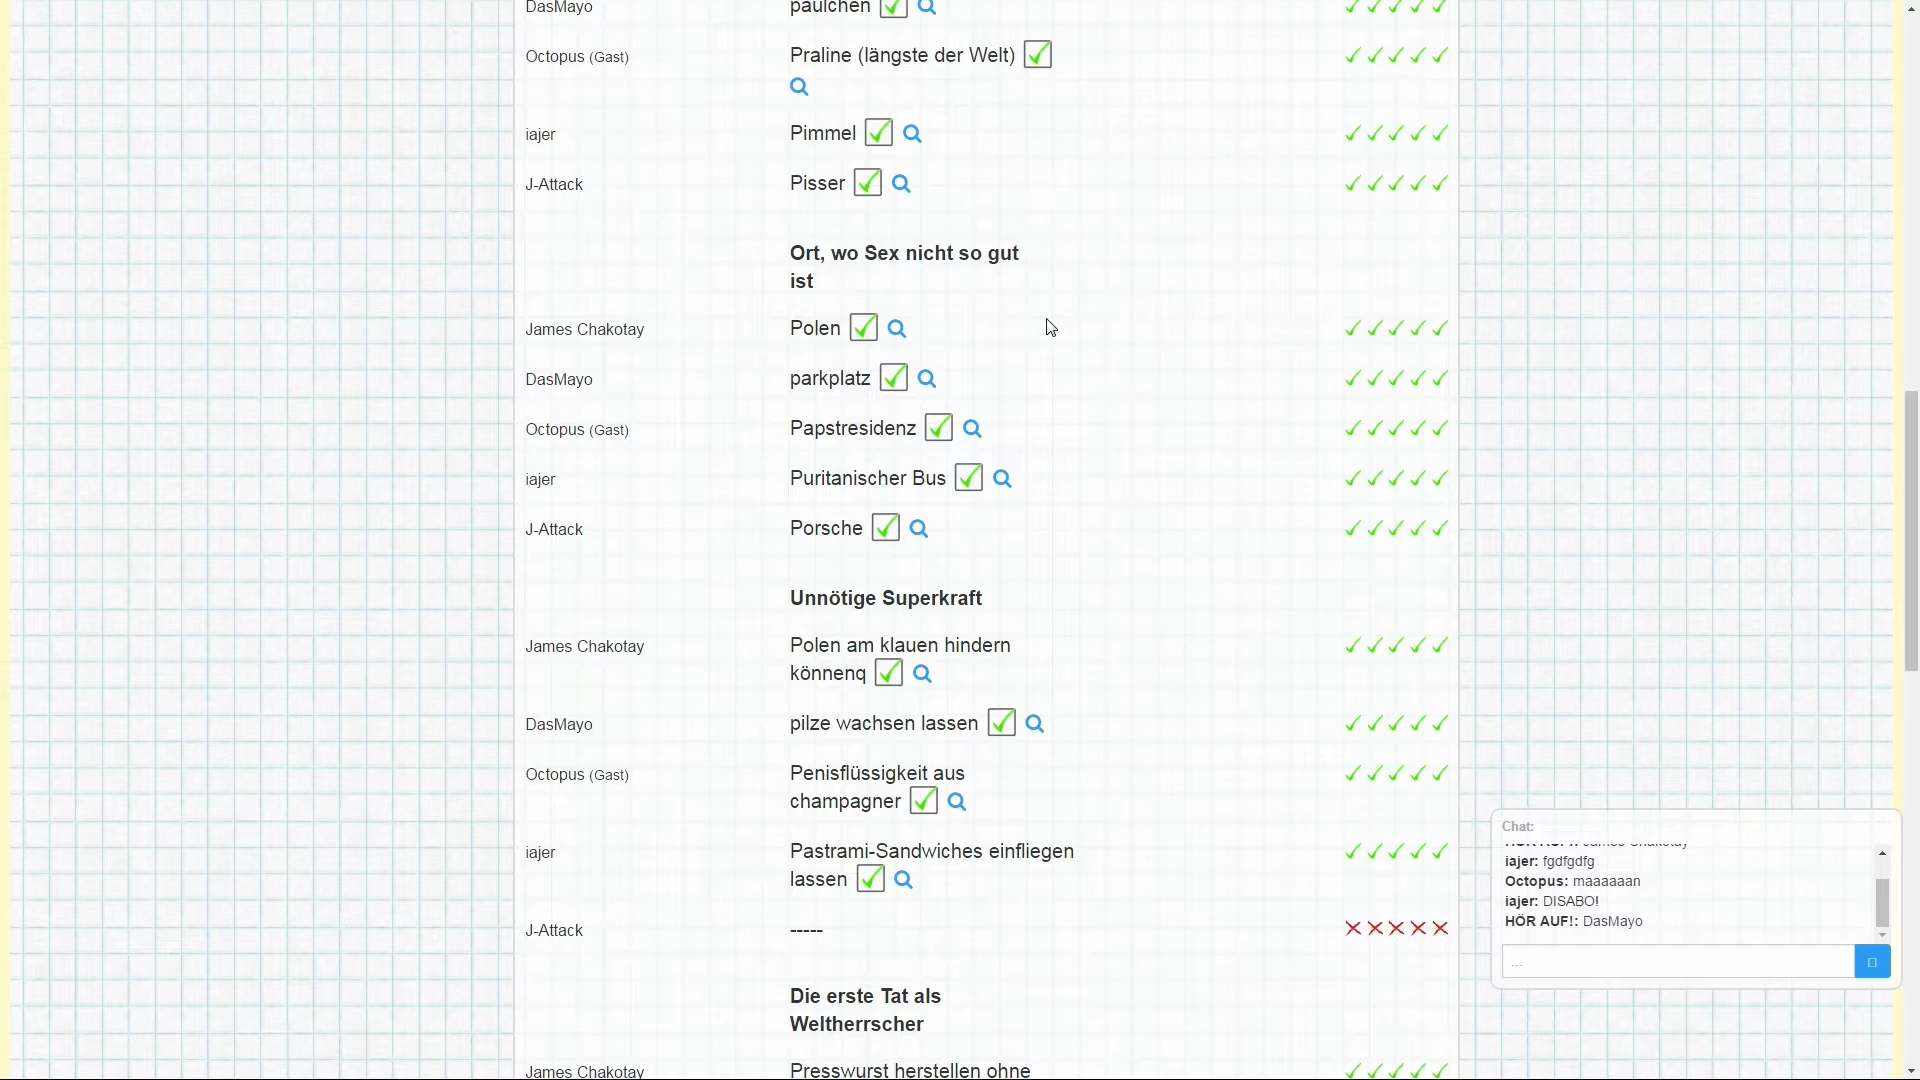 DasMayo paulchen
Octopus (Gast) Praline (längste der Welt)
iajer Pimmel
J-Attack Pisser
Ort, wo Sex nicht so gut
ist
James Chakotay Polen
DasMayo parkplatz
Octopus (Gast) Papstresidenz
iajer Puritanischer Bus
J-Attack Porsche
Unnötige Superkraft
James Chakotay Polen am klauen hindern
könnenq
DasMayo pilze wachsen lassen
Octopus (Gast) Penisflüssigkeit aus
champagner
iajer Pastrami-Sandwiches einfliegen
lassen
J-Attack -----
Die erste Tat als
Weltherrscher
James Chakotay Presswurst herstellen ohne
Chat:
HÖR AUF!: James Chakotay
iajer: fgdfgdfg
Octopus: maaaaaan
iajer: DISABO!
HÖR AUF!: DasMayo
...